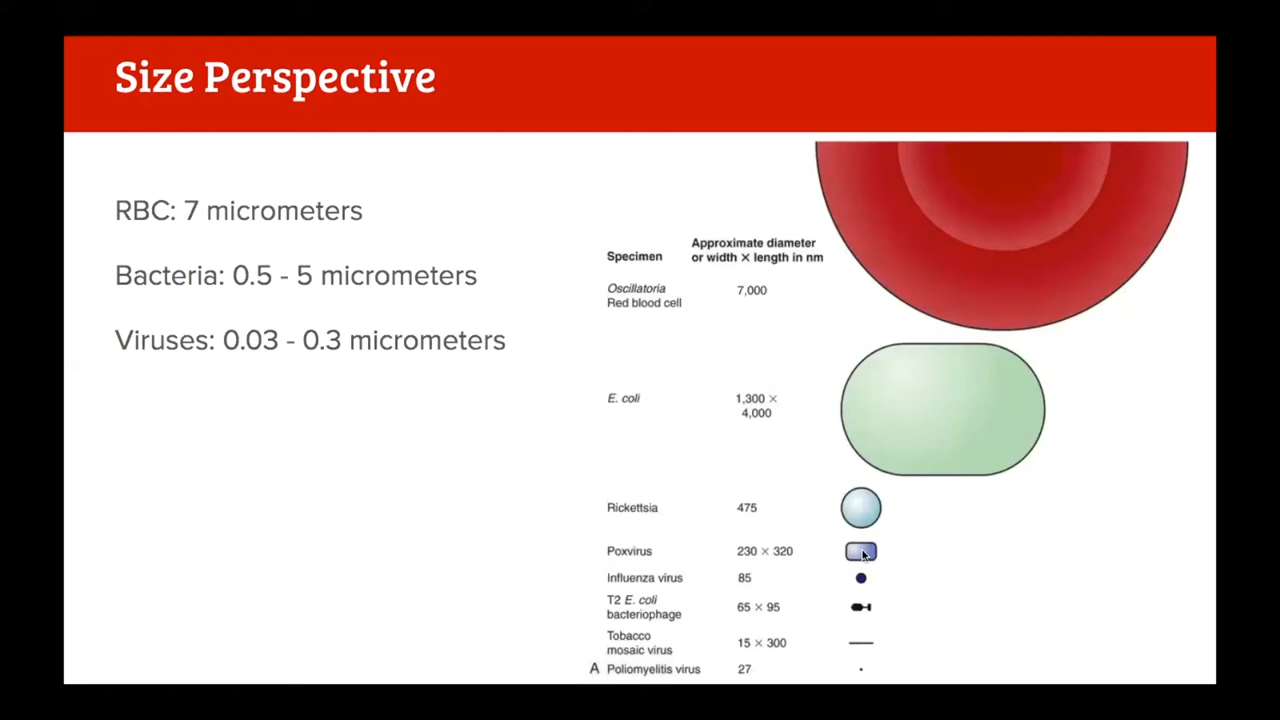 Size Perspective
RBC: 7 micrometers
Bacteria: 0.5 - 5 micrometers
Viruses: 0.03 - 0.3 micrometers
Specimen
Approximate diameter
or width × length in nm
Oscillatoria
Red blood cell
7,000
E. coli
1,300 ×
4,000
Rickettsia
475
Poxvirus
230 × 320
Influenza virus
85
T2 E. coli
bacteriophage
65 × 95
Tobacco
mosaic virus
15 × 300
A Poliomyelitis virus
27